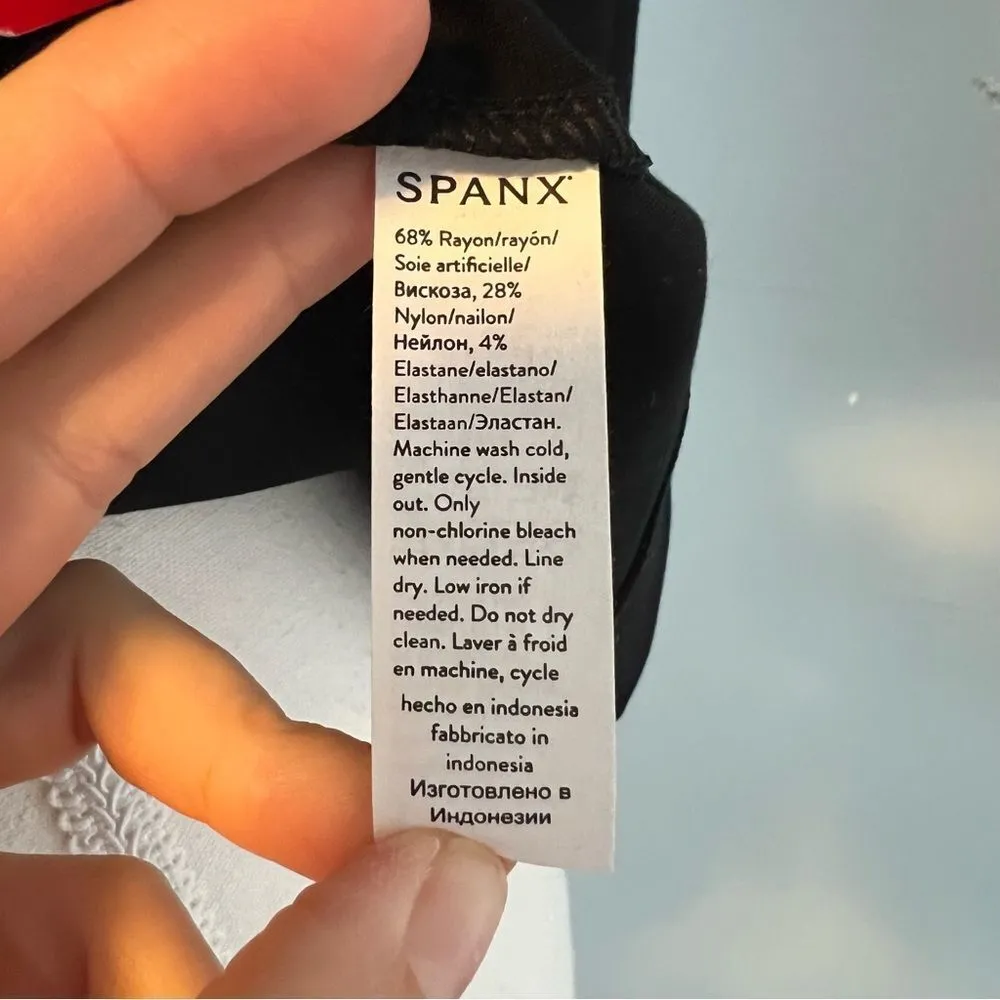 SPANX
68% Rayon/rayón/
Soie artificielle/
Вискоза, 28%
Nylon/nailon/
Нейлон, 4%
Elastane/elastano/
Elasthanne/Elastan/
Elastaan/Эластан.
Machine wash cold,
gentle cycle. Inside
out. Only
non-chlorine bleach
when needed. Line
dry. Low iron if
needed. Do not dry
clean. Laver à froid
en machine, cycle
hecho en indonesia
fabbricato in
indonesia
Изготовлено в
Индонезии